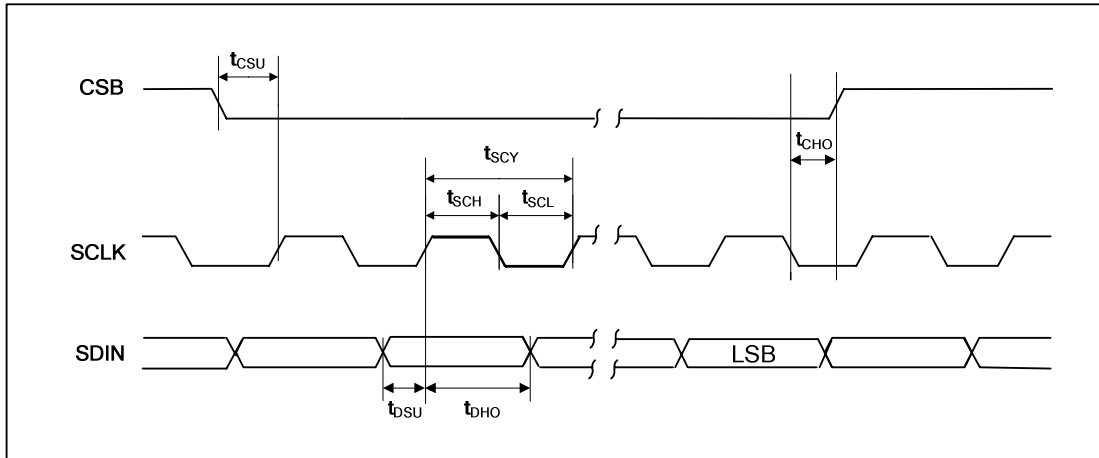 tCSU
CSB
tCHO
tSCY
tSCH
tSCL
SCLK
SDIN
LSB
tDSU
tDHO